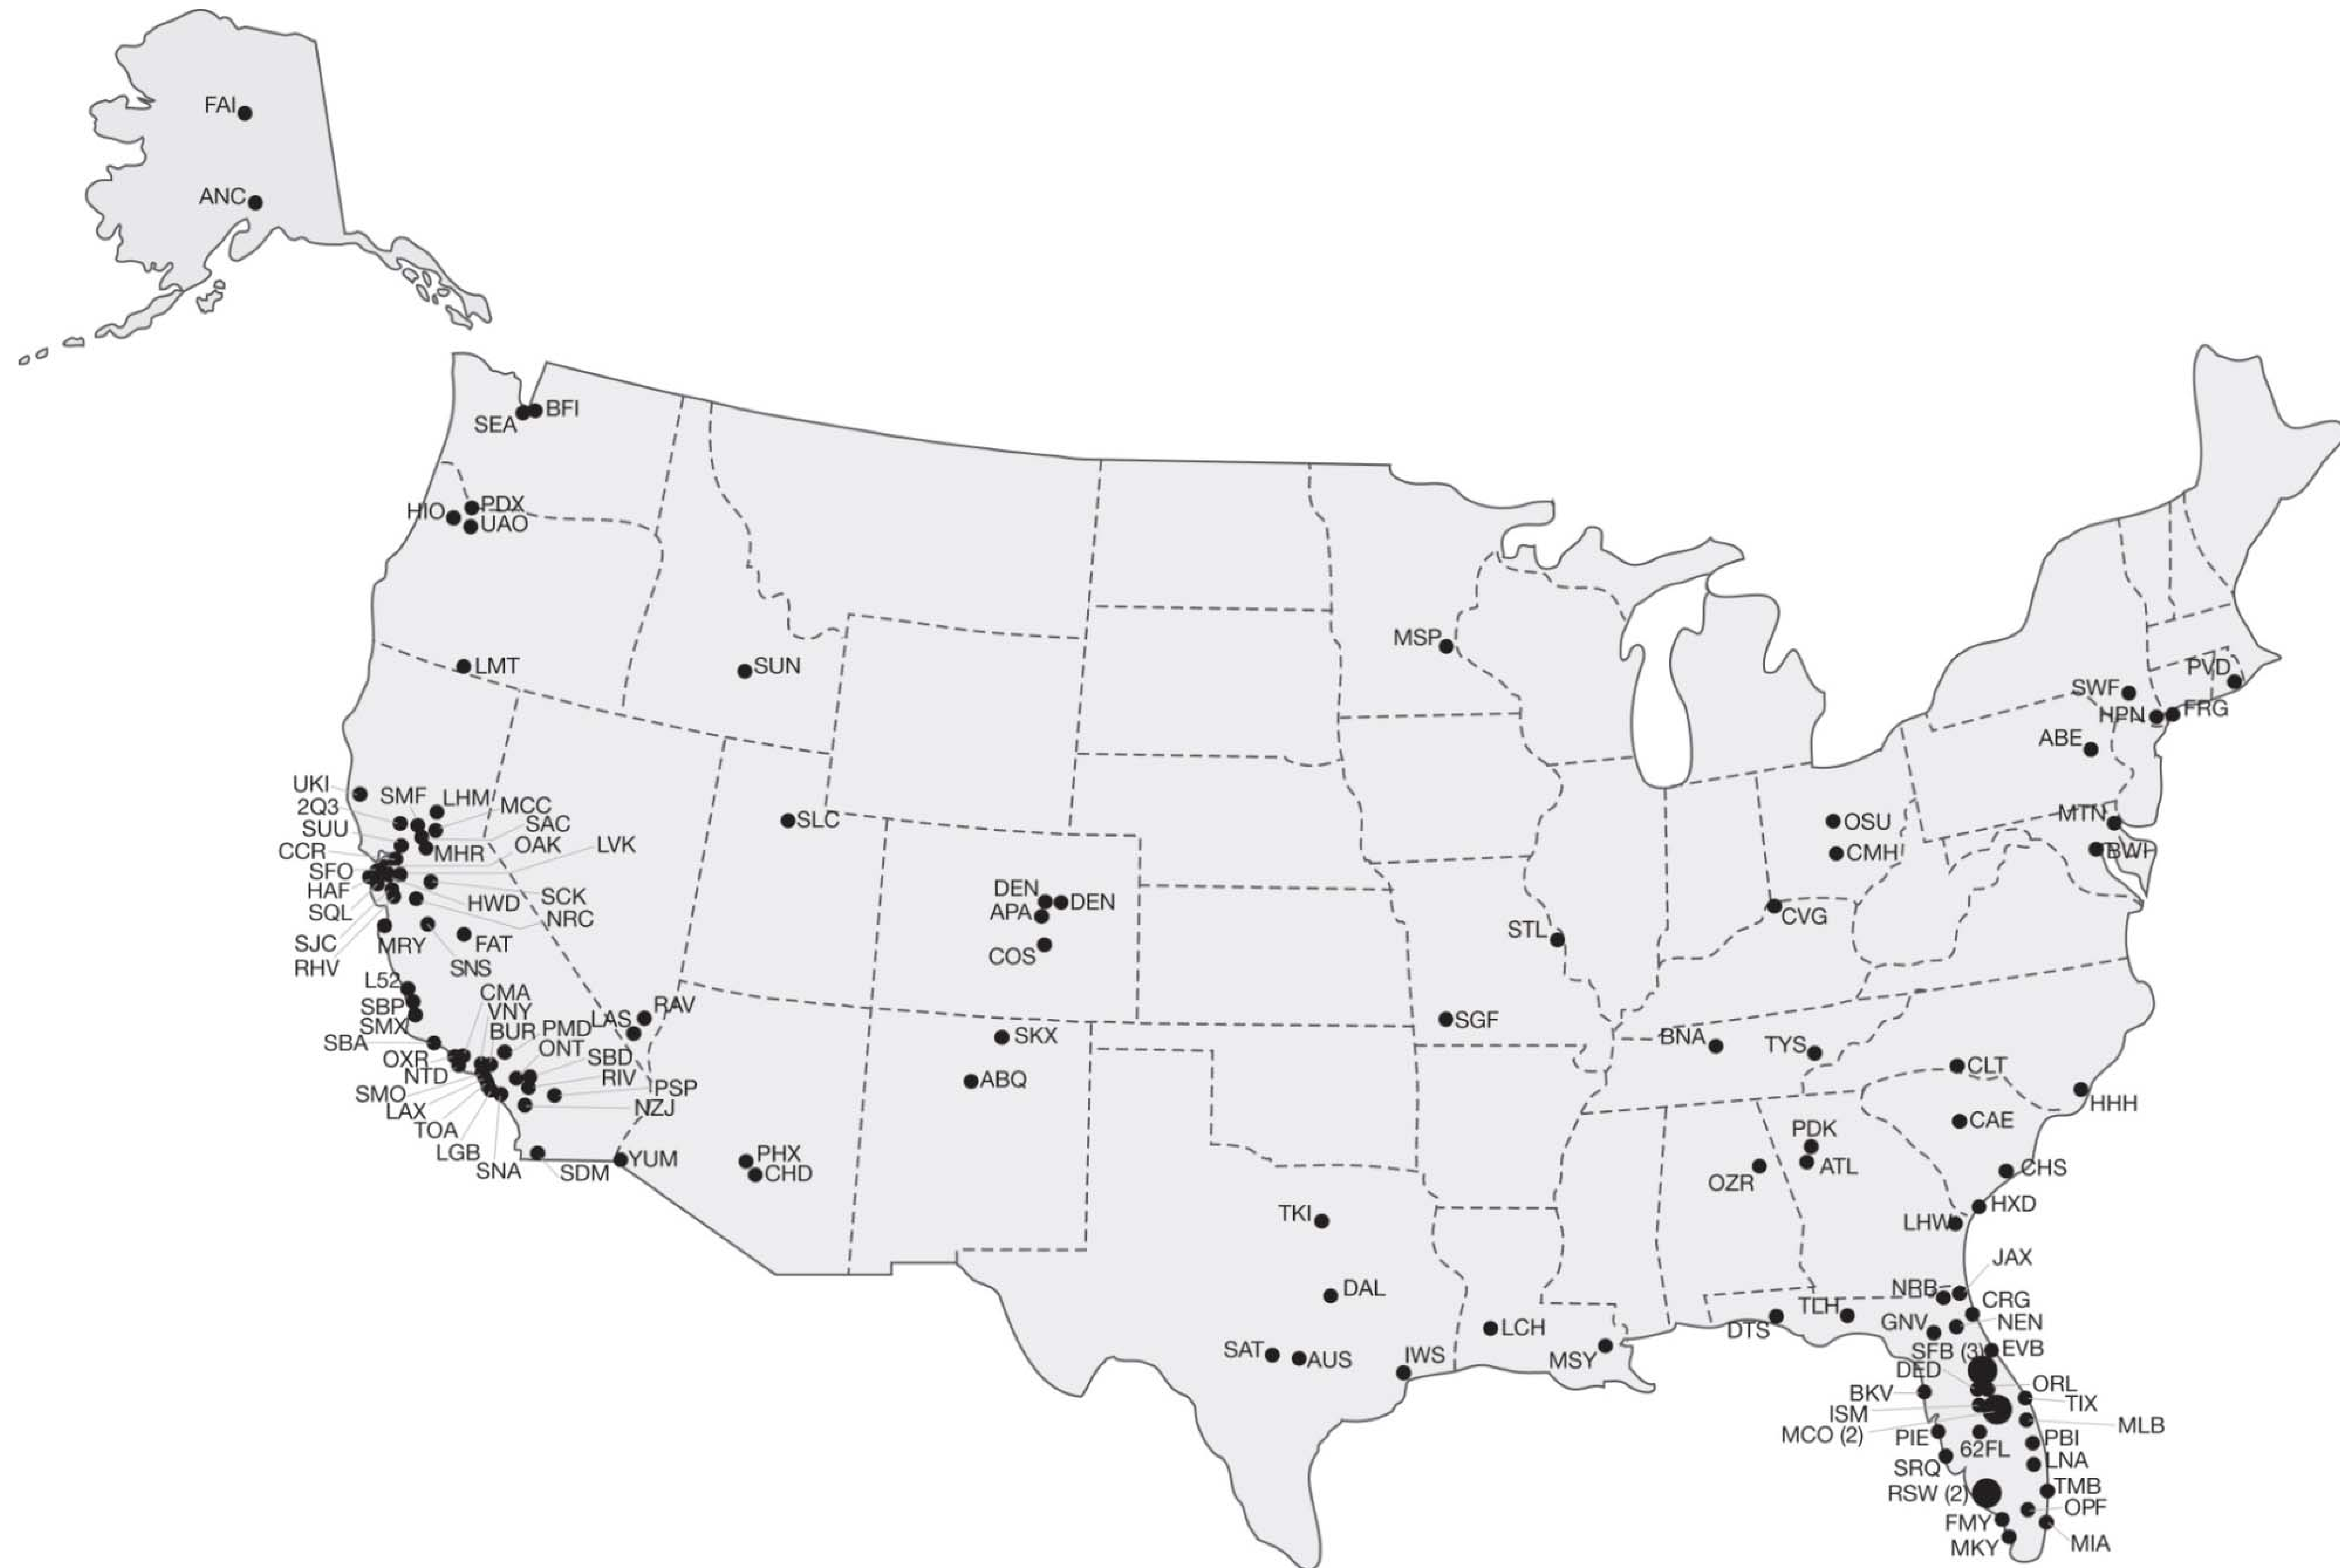 FAI
ANC
BFI
SEA
PDX
HIO
UAO
MSP
LMT
SUN
PVD
SWF
HPN
FRG
ABE
UKI
SMF
LHM
MCC
2Q3
SAC
SUU
OAK
LVK
CCR
MHR
SFO
HAF
SCK
HWD
SQL
NRC
SJC
MRY
FAT
RHV
SNS
SLC
OSU
CMH
MTN
BWI
DEN
DEN
APA
COS
CVG
STL
L52
CMA
SBP
VNY
RAV
SMX
BUR
PMD
LAS
SBA
ONT
OXR
SBD
NTD
RIV
SMO
PSP
LAX
NZJ
TOA
LGB
SNA
SDM
YUM
SKX
ABQ
PHX
CHD
SGF
BNA
TYS
CLT
HHH
CAE
PDK
ATL
OZR
CHS
HXD
LHW
TKI
DAL
SAT
AUS
IWS
LCH
MSY
JAX
NRB
CRG
TLH
DTS
GNV
NEN
SFB (3)
EVB
DED
ORL
BKV
TIX
ISM
MLB
MCO (2)
PIE
62FL
PBI
SRQ
LNA
RSW (2)
TMB
OPF
FMY
MKY
MIA